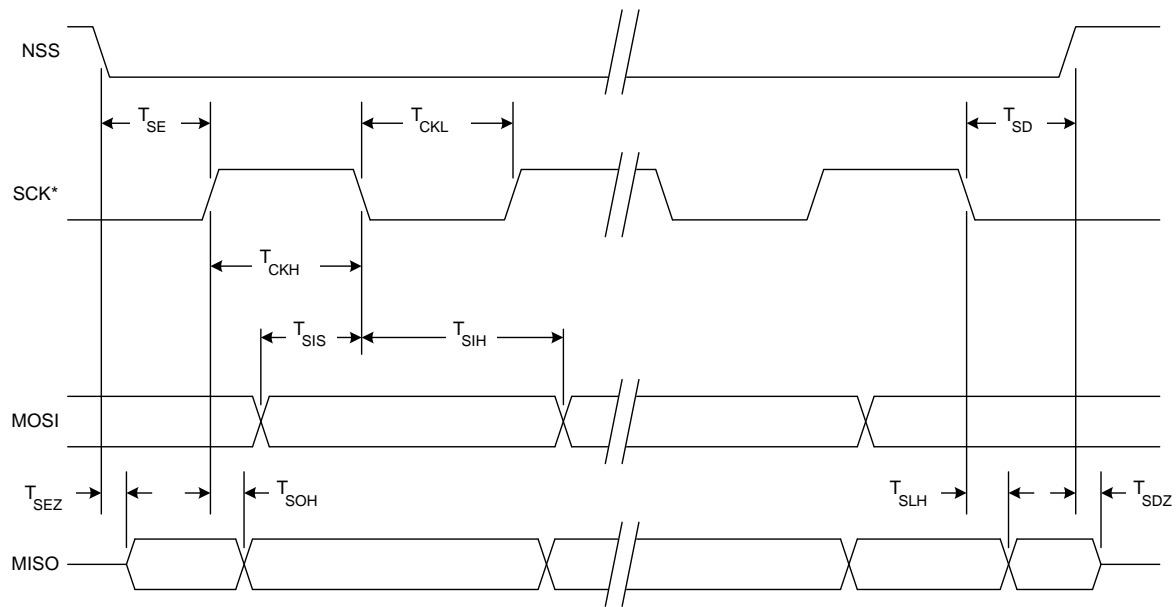 NSS
T_SE
T_CKL
T_SD
SCK*
T_CKH
T_SIS
T_SIH
MOSI
T_SEZ
T_SOH
T_SLH
T_SDZ
MISO